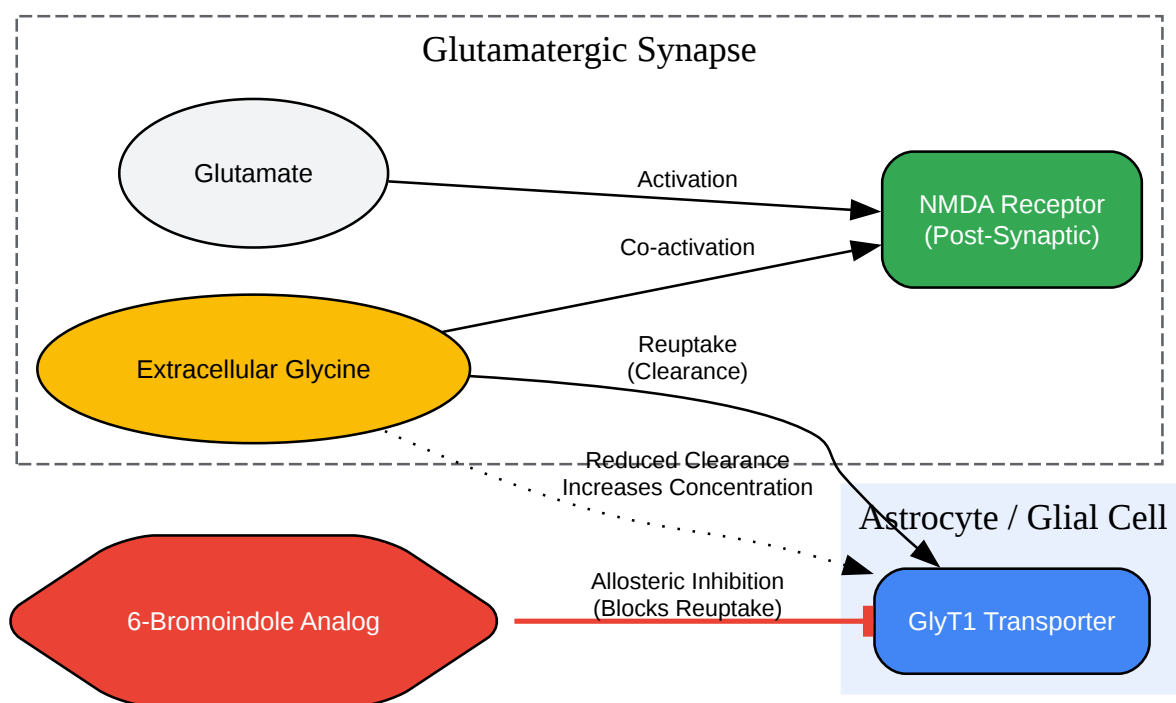 Glutamatergic Synapse
Glutamate
Activation
NMDA Receptor
(Post-Synaptic)
Co-activation
Extracellular Glycine
Reuptake
(Clearance)
Reduced Clearance
Increases Concentration
Astrocyte / Glial Cell
6-Bromoindole Analog
Allosteric Inhibition
(Blocks Reuptake)
GlyT1 Transporter